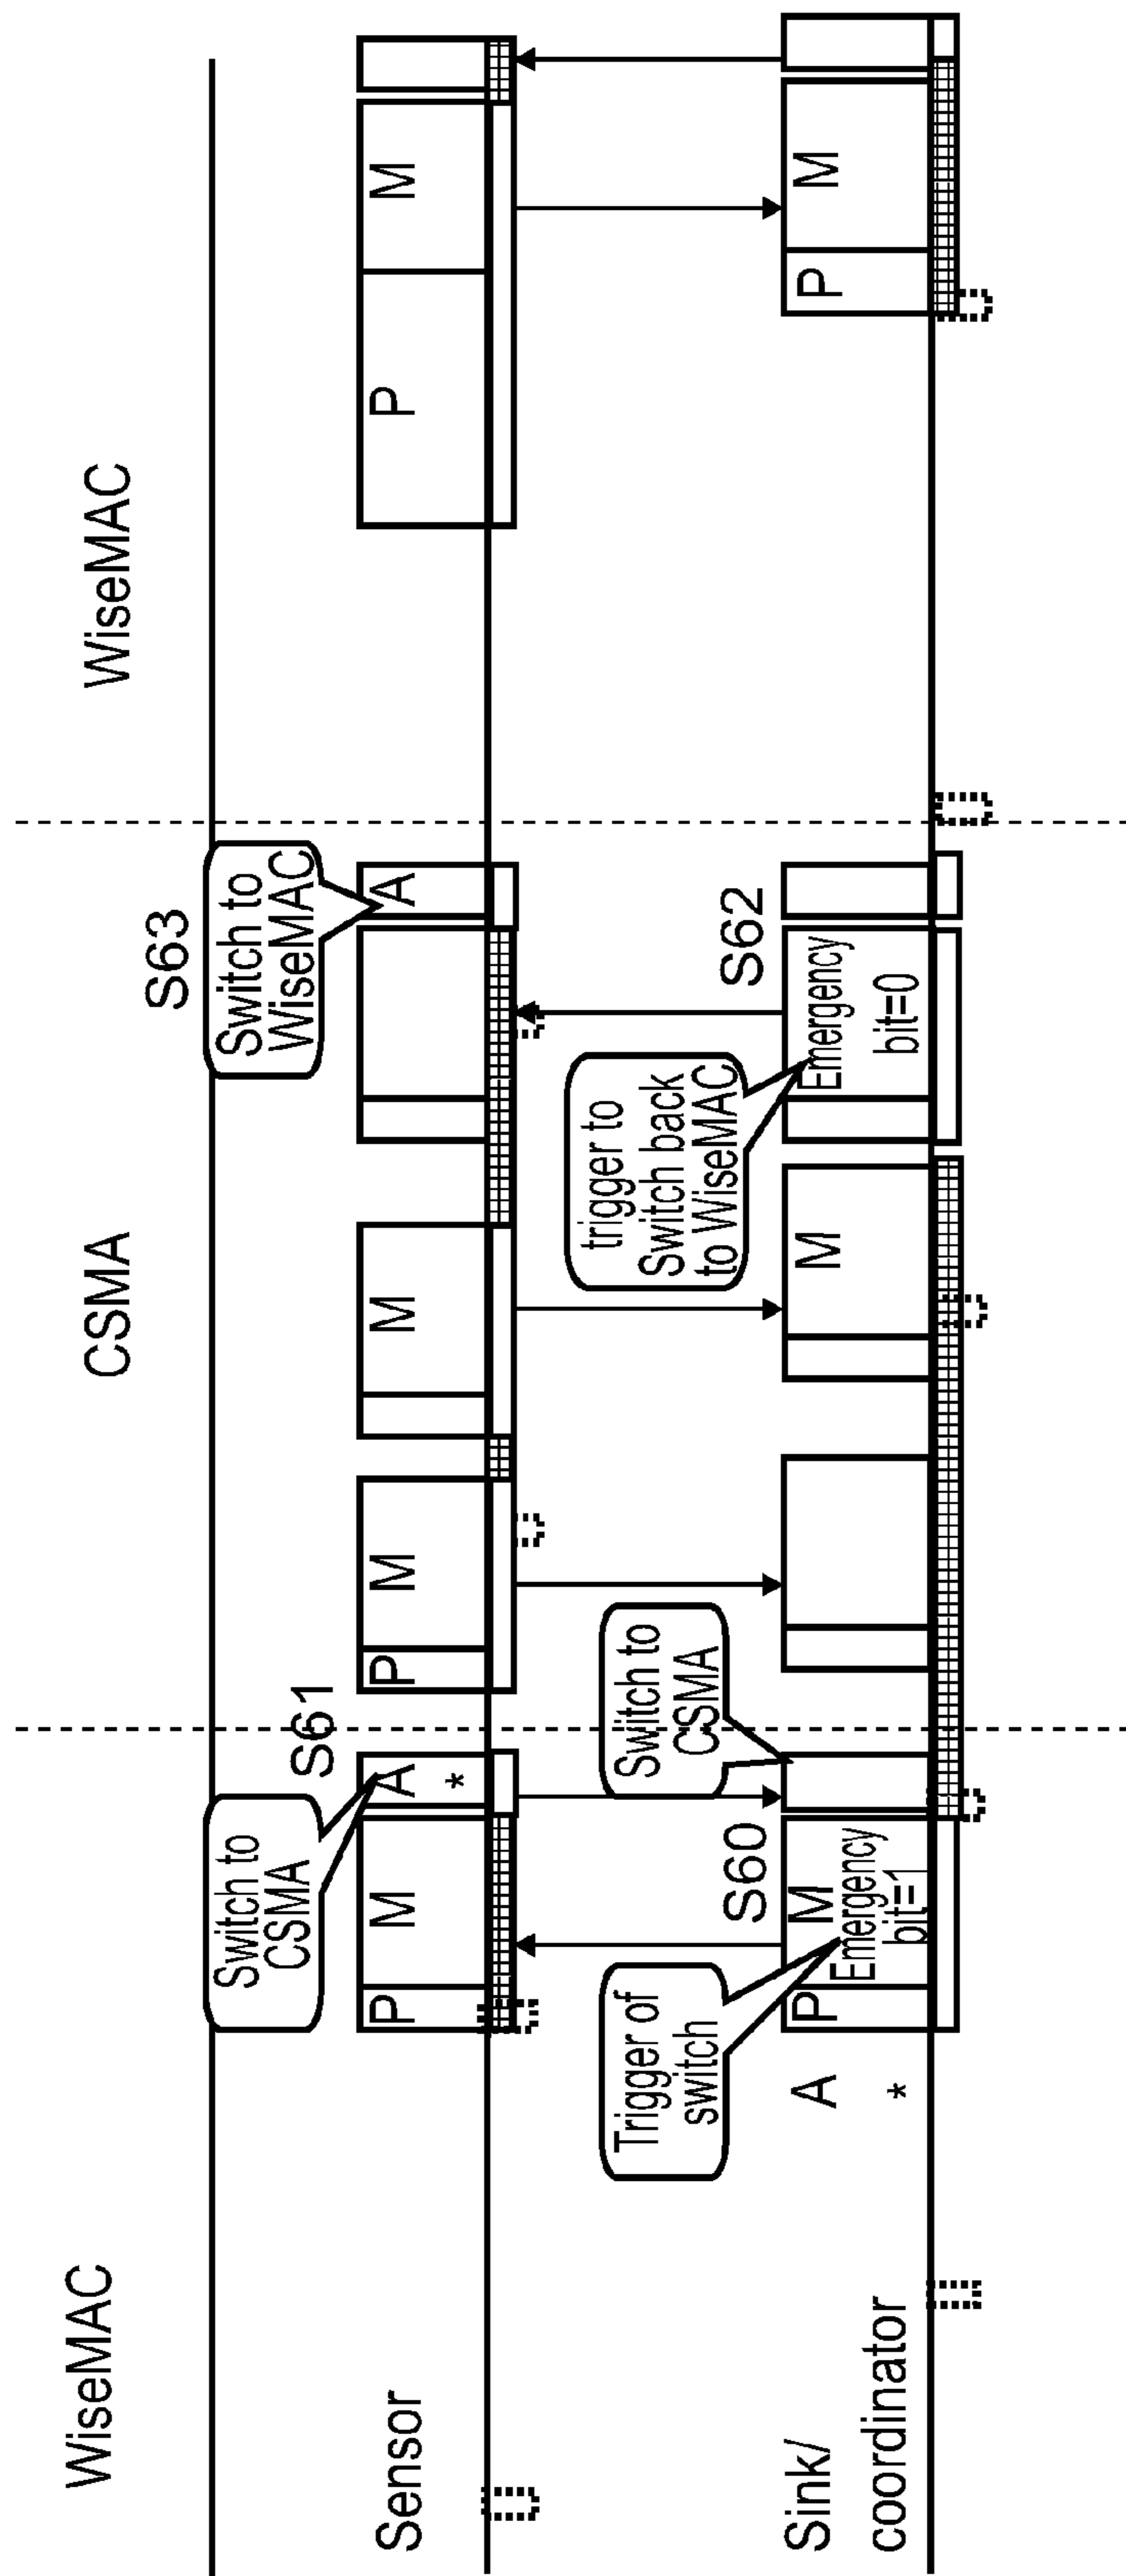 WiseMAC
CSMA
WiseMAC
S63
Switch to
WiseMAC
Switch to
CSMA
S61
Sensor
P
M
A
*
P
M
M
A
P
M
Trigger of
switch
S60
Switch to
CSMA
trigger to
Switch back
to WiseMAC
S62
Sink/
coordinator
A
*
P
M
Emergency
bit=1
M
Emergency
bit=0
P
M